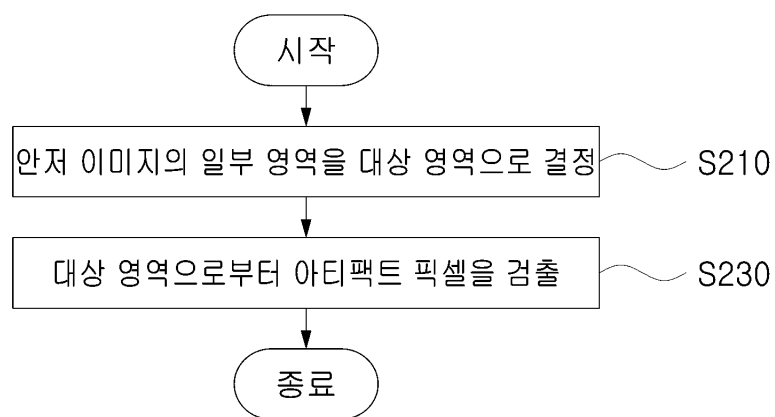 시작
안저 이미지의 일부 영역을 대상 영역으로 결정
S210
대상 영역으로부터 아티팩트 픽셀을 검출
S230
종료